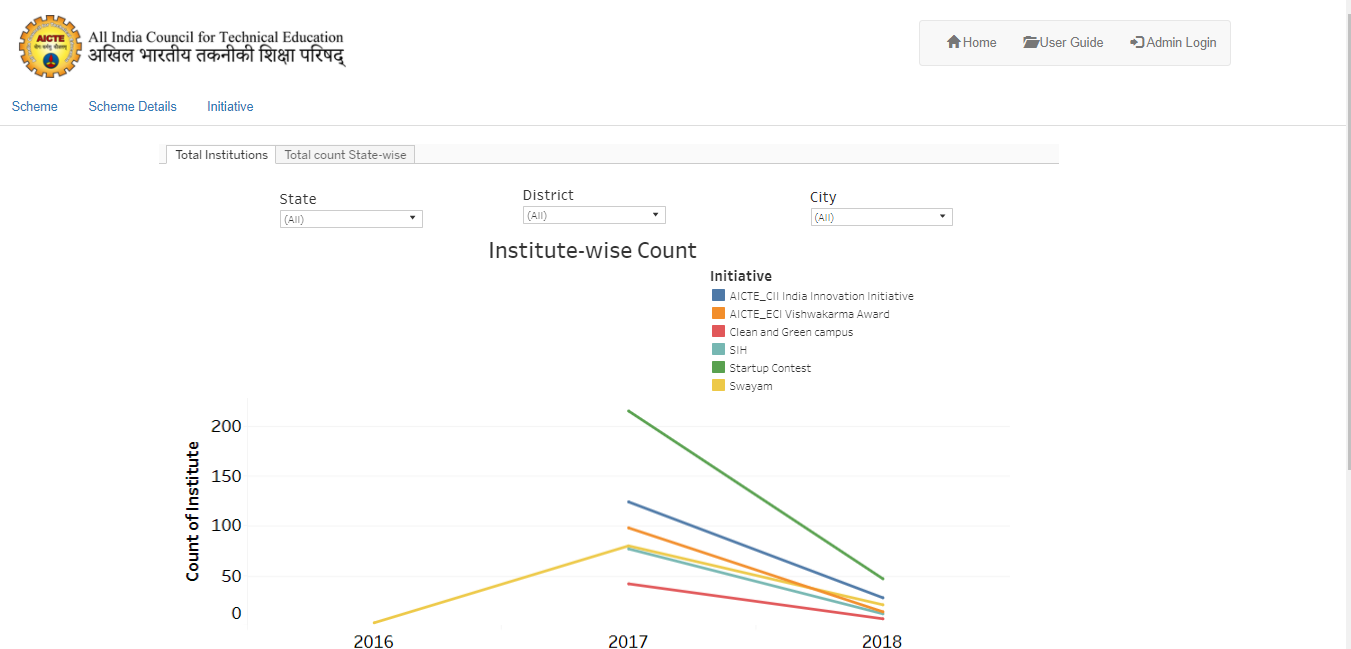 AICTE
All India Council for Technical Education
अखिल भारतीय तकनीकी शिक्षा परिषद्
Home User Guide Admin Login
Scheme Scheme Details Initiative
Total Institutions Total count State-wise
State District City
(All) (All) (All)
Institute-wise Count
Initiative
AICTE_CII India Innovation Initiative
AICTE_ECI Vishwakarma Award
Clean and Green campus
SIH
Startup Contest
Swayam
Count of Institute
200
150
100
50
0
2016 2017 2018